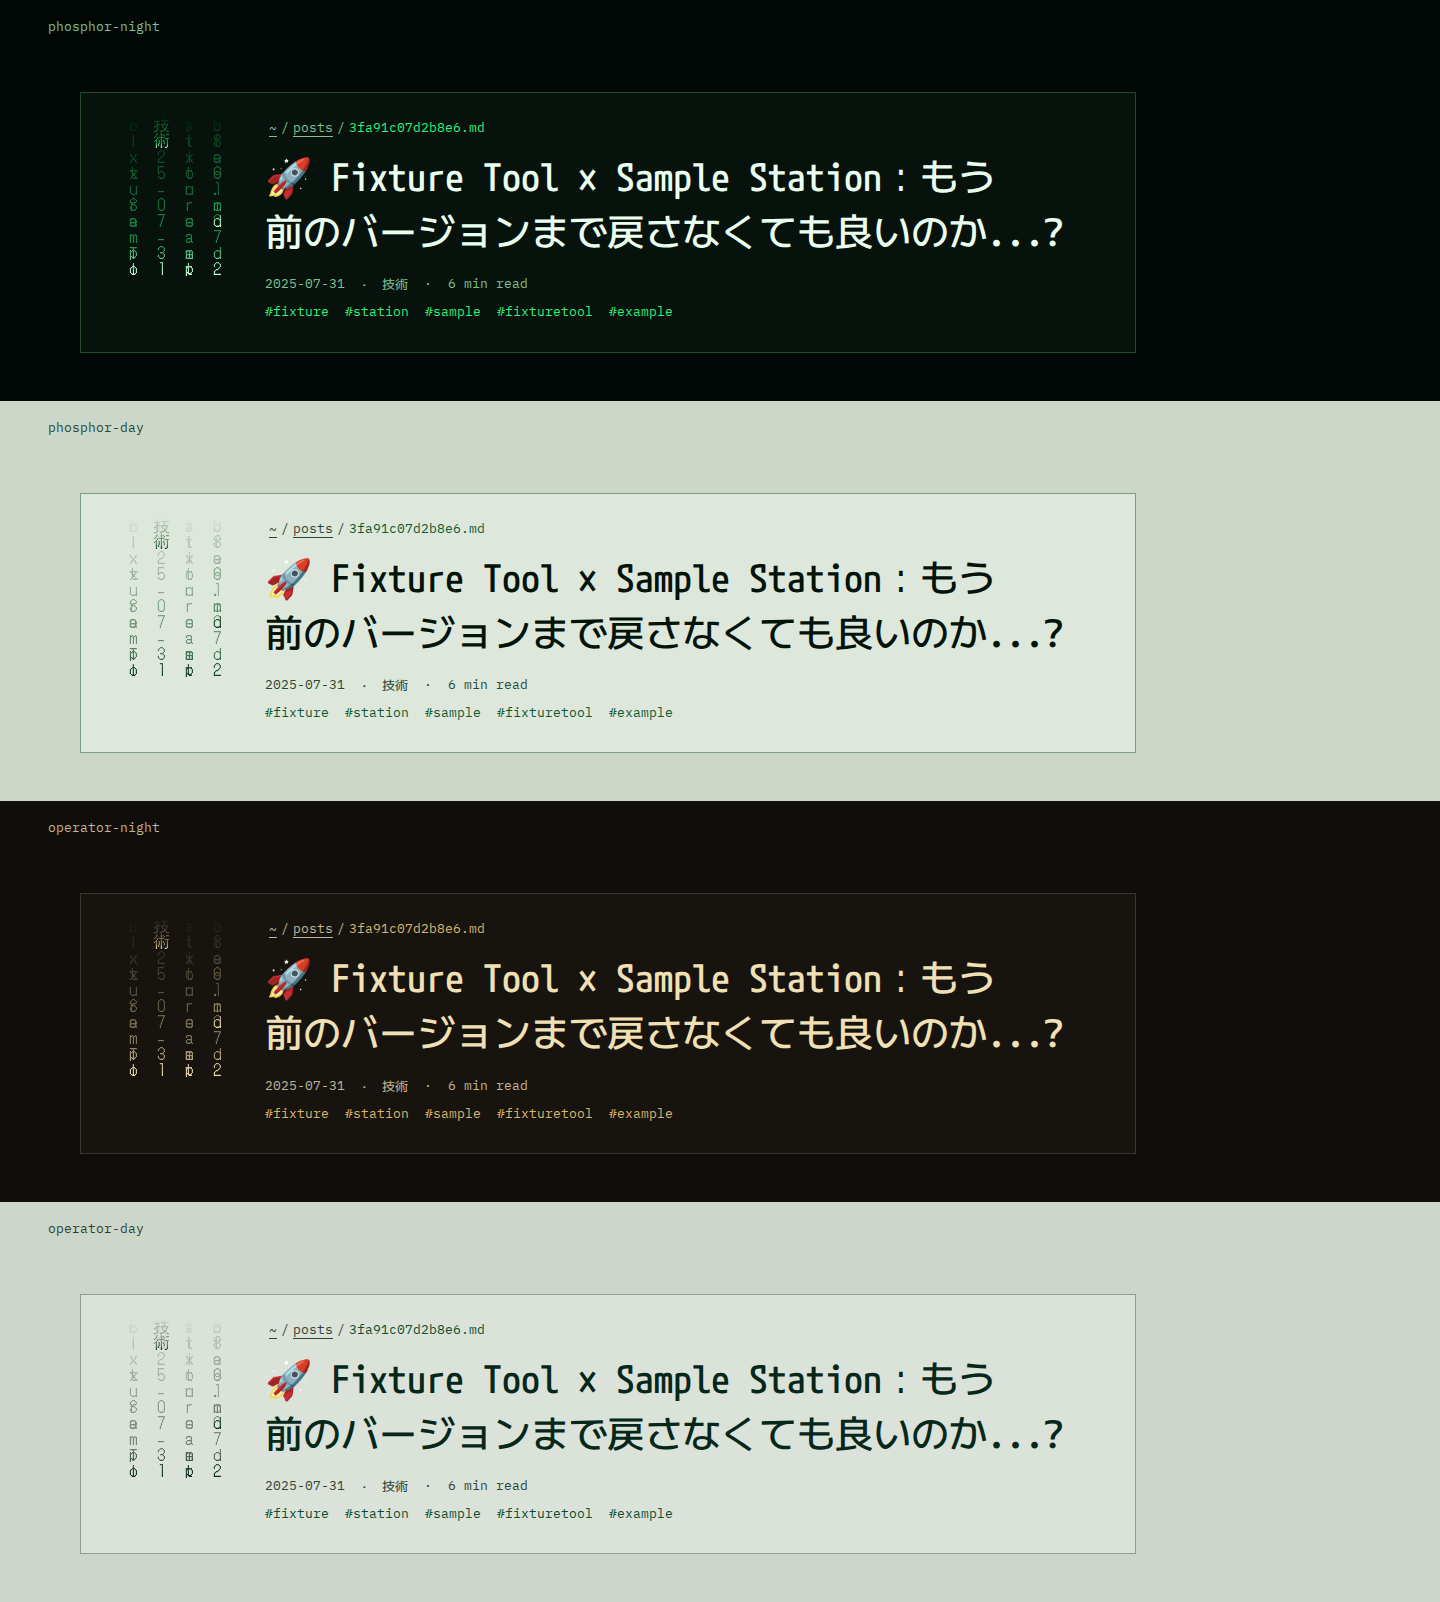 phosphor-night
~ / posts / 3fa91c07d2b8e6.md
🚀 Fixture Tool × Sample Station：もう
前のバージョンまで戻さなくても良いのか...?
2025-07-31 · 技術 · 6 min read
#fixture #station #sample #fixturetool #example
phosphor-day
~ / posts / 3fa91c07d2b8e6.md
🚀 Fixture Tool × Sample Station：もう
前のバージョンまで戻さなくても良いのか...?
2025-07-31 · 技術 · 6 min read
#fixture #station #sample #fixturetool #example
operator-night
~ / posts / 3fa91c07d2b8e6.md
🚀 Fixture Tool × Sample Station：もう
前のバージョンまで戻さなくても良いのか...?
2025-07-31 · 技術 · 6 min read
#fixture #station #sample #fixturetool #example
operator-day
~ / posts / 3fa91c07d2b8e6.md
🚀 Fixture Tool × Sample Station：もう
前のバージョンまで戻さなくても良いのか...?
2025-07-31 · 技術 · 6 min read
#fixture #station #sample #fixturetool #example